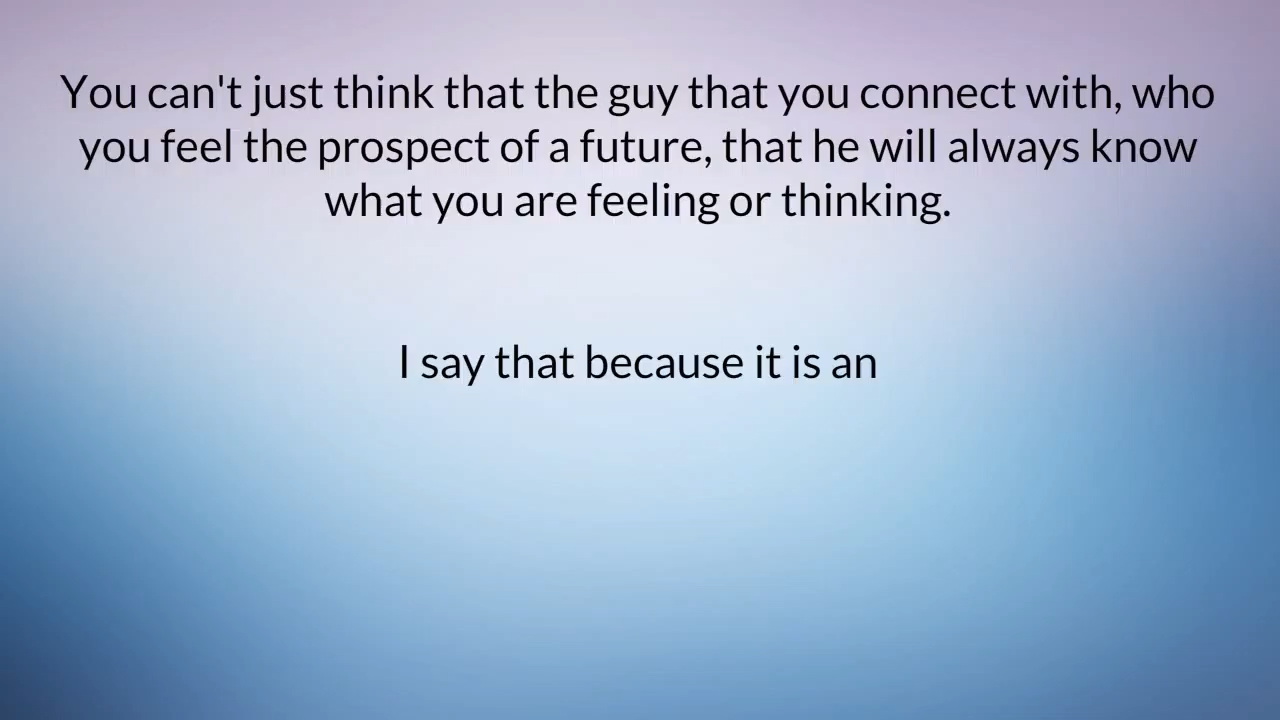 You can't just think that the guy that you connect with, who
you feel the prospect of a future, that he will always know
what you are feeling or thinking.
I say that because it is an